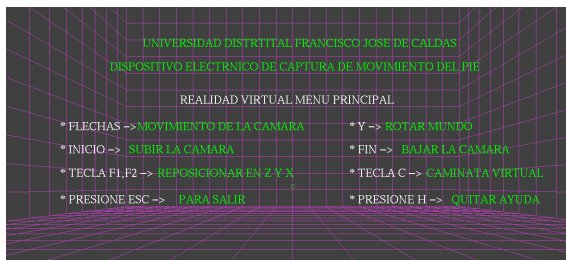 UNIVERSIDAD DISTRTITAL FRANCISCO JOSE DE CALDAS
DISPOSITIVO ELECTRNICO DE CAPTURA DE MOVIMIENTO DEL PIE
REALIDAD VIRTUAL MENU PRINCIPAL
* FLECHAS –>MOVIMIENTO DE LA CAMARA * Y –> ROTAR MUNDO
* INICIO –> SUBIR LA CAMARA * FIN –> BAJAR LA CAMARA
* TECLA F1,F2 –> REPOSICIONAR EN Z Y X * TECLA C –> CAMINATA VIRTUAL
* PRESIONE ESC –> PARA SALIR * PRESIONE H –> QUITAR AYUDA